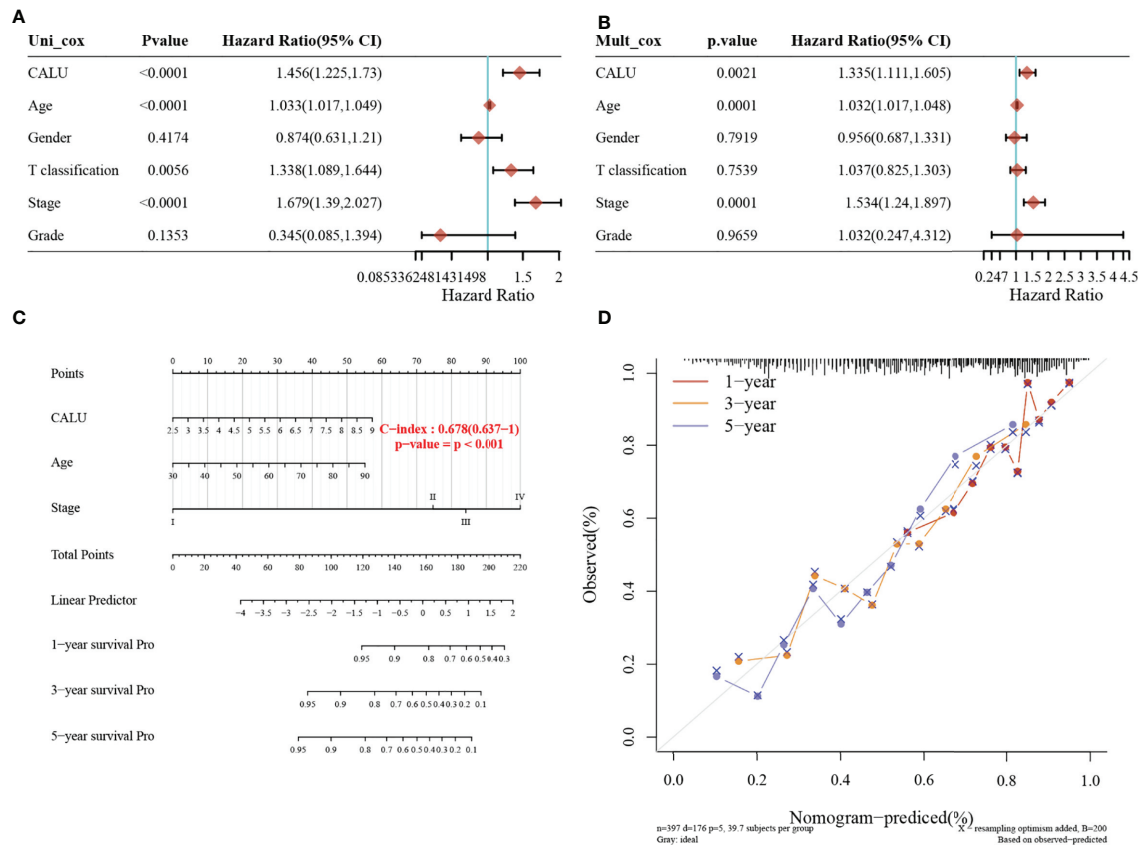 A
Uni_cox Pvalue Hazard Ratio(95% CI)
CALU <0.0001 1.456(1.225,1.73)
Age <0.0001 1.033(1.017,1.049)
Gender 0.4174 0.874(0.631,1.21)
T classification 0.0056 1.338(1.089,1.644)
Stage <0.0001 1.679(1.39,2.027)
Grade 0.1353 0.345(0.085,1.394)
0.0853362481431498 1.5 2
Hazard Ratio
B
Mult_cox p.value Hazard Ratio(95% CI)
CALU 0.0021 1.335(1.111,1.605)
Age 0.0001 1.032(1.017,1.048)
Gender 0.7919 0.956(0.687,1.331)
T classification 0.7539 1.037(0.825,1.303)
Stage 0.0001 1.534(1.24,1.897)
Grade 0.9659 1.032(0.247,4.312)
0.247 1 1.5 2 2.5 3 3.5 4 4.5
Hazard Ratio
C
0 10 20 30 40 50 60 70 80 90 100
Points
CALU
2.5 3 3.5 4 4.5 5 5.5 6 6.5 7 7.5 8 8.5 9
C−index : 0.678(0.637−1)
p−value = p < 0.001
Age
30 40 50 60 70 80 90
Stage
I II III IV
Total Points
0 20 40 60 80 100 120 140 160 180 200 220
Linear Predictor
−4 −3.5 −3 −2.5 −2 −1.5 −1 −0.5 0 0.5 1 1.5 2
1−year survival Pro
0.95 0.9 0.8 0.7 0.6 0.5 0.4 0.3
3−year survival Pro
0.95 0.9 0.8 0.7 0.6 0.5 0.4 0.3 0.2 0.1
5−year survival Pro
0.95 0.9 0.8 0.7 0.6 0.5 0.4 0.3 0.2 0.1
D
1−year
3−year
5−year
Observed(%)
0.0 0.2 0.4 0.6 0.8 1.0
0.0 0.2 0.4 0.6 0.8 1.0
Nomogram−prediced(%)
n=397 d=176 p=5, 39.7 subjects per group
Gray: ideal
X − resampling optimism added, B=200
Based on observed−predicted